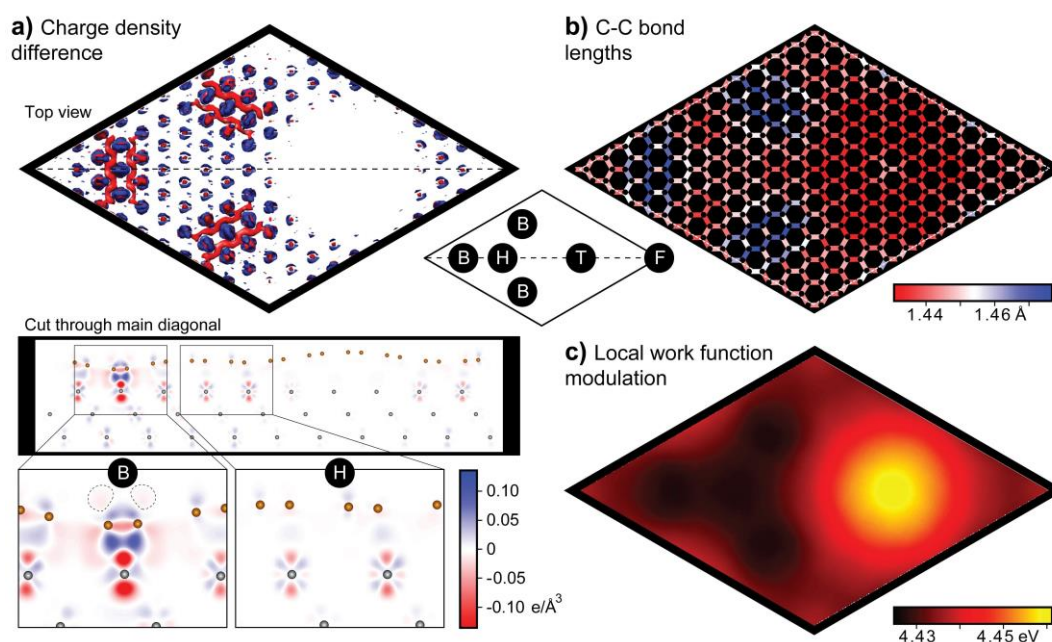 a) Charge density
difference
Top view
b) C-C bond
lengths
B
B H T F
B
1.44 1.46 Å
Cut through main diagonal
B H
0.10
0.05
0
-0.05
-0.10 e/Å³
c) Local work function
modulation
4.43 4.45 eV